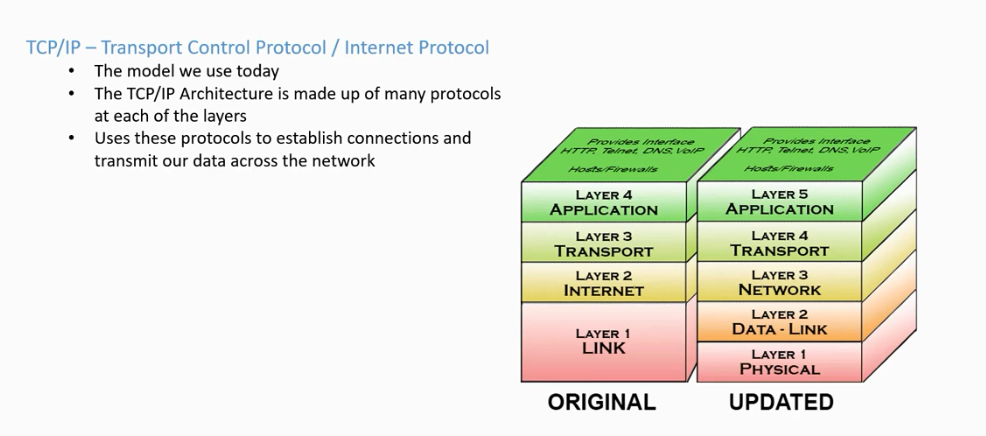 TCP/IP – Transport Control Protocol / Internet Protocol
• The model we use today
• The TCP/IP Architecture is made up of many protocols
at each of the layers
• Uses these protocols to establish connections and
transmit our data across the network
Provides Interface
HTTP, Telnet, DNS, VoIP
Hosts/Firewalls
LAYER 4
APPLICATION
LAYER 3
TRANSPORT
LAYER 2
INTERNET
LAYER 1
LINK
ORIGINAL
Provides Interface
HTTP, Telnet, DNS, VoIP
Hosts/Firewalls
LAYER 5
APPLICATION
LAYER 4
TRANSPORT
LAYER 3
NETWORK
LAYER 2
DATA - LINK
LAYER 1
PHYSICAL
UPDATED